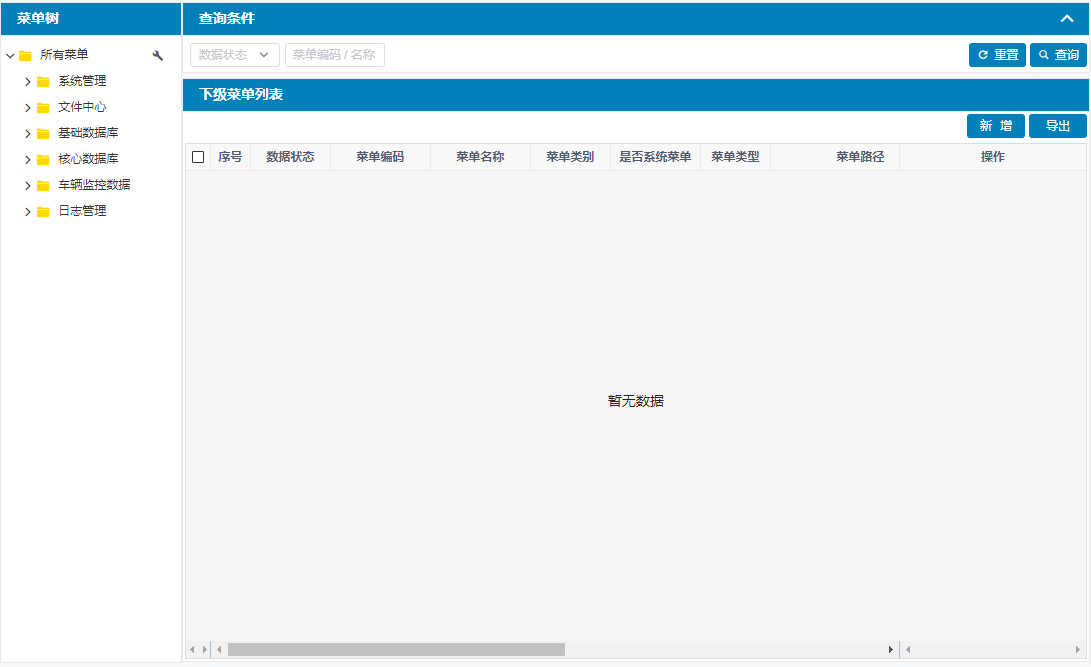 菜单树
所有菜单
系统管理
文件中心
基础数据库
核心数据库
车辆监控数据
日志管理
查询条件
数据状态 菜单编码 / 名称 重置 查询
下级菜单列表
新 增 导出
序号 数据状态 菜单编码 菜单名称 菜单类别 是否系统菜单 菜单类型 菜单路径 操作
暂无数据